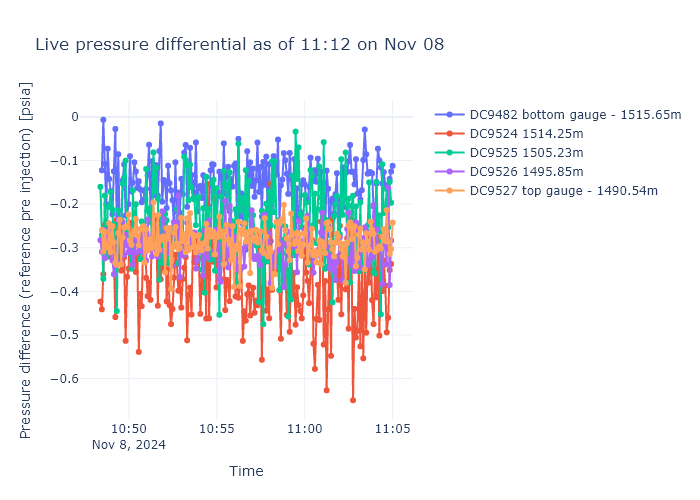 Live pressure differential as of 11:12 on Nov 08
Pressure difference (reference pre injection) [psia]
0
−0.1
−0.2
−0.3
−0.4
−0.5
−0.6
10:50
Nov 8, 2024
10:55
11:00
11:05
Time
DC9482 bottom gauge - 1515.65m
DC9524 1514.25m
DC9525 1505.23m
DC9526 1495.85m
DC9527 top gauge - 1490.54m